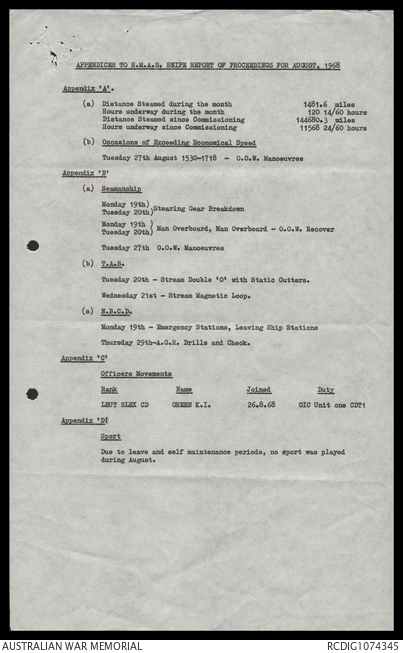 APPENDICES TO H.M.A.S. SNIPE REPORT OF PROCEEDINGS FOR AUGUST, 1968
Appendix 'A'.
(a) Distance Steamed during the month 1481.6 miles
Hours underway during the month 120 14/60 hours
Distance Steamed since Commissioning 144680.3 miles
Hours underway since Commissioning 11568 24/60 hours
(b) Occasions of Exceeding Economical Speed
Tuesday 27th August 1530-1718 - O.O.W. Manoeuvres
Appendix 'B'
(a) Seamanship
Monday 19th)
Tuesday 20th) Stearing Gear Breakdown
Monday 19th )
Tuesday 20th) Man Overboard, Man Overboard - O.O.W. Recover
Tuesday 27th O.O.W. Manoeuvres
(b) T.A.S.
Tuesday 20th - Stream Double 'O' with Static Cutters.
Wednesday 21st - Stream Magnetic Loop.
(c) N.B.C.D.
Monday 19th - Emergency Stations, Leaving Ship Stations
Thursday 29th-A.G.R. Drills and Check.
Appendix 'C'
Officers Movements
Rank Name Joined Duty
LEUT SLEX CD GREEN K.I. 26.8.68 OIC Unit one CDT1
Appendix 'D'
Sport
Due to leave and self maintenance periods, no sport was played
during August.
AUSTRALIAN WAR MEMORIAL RCDIG1074345